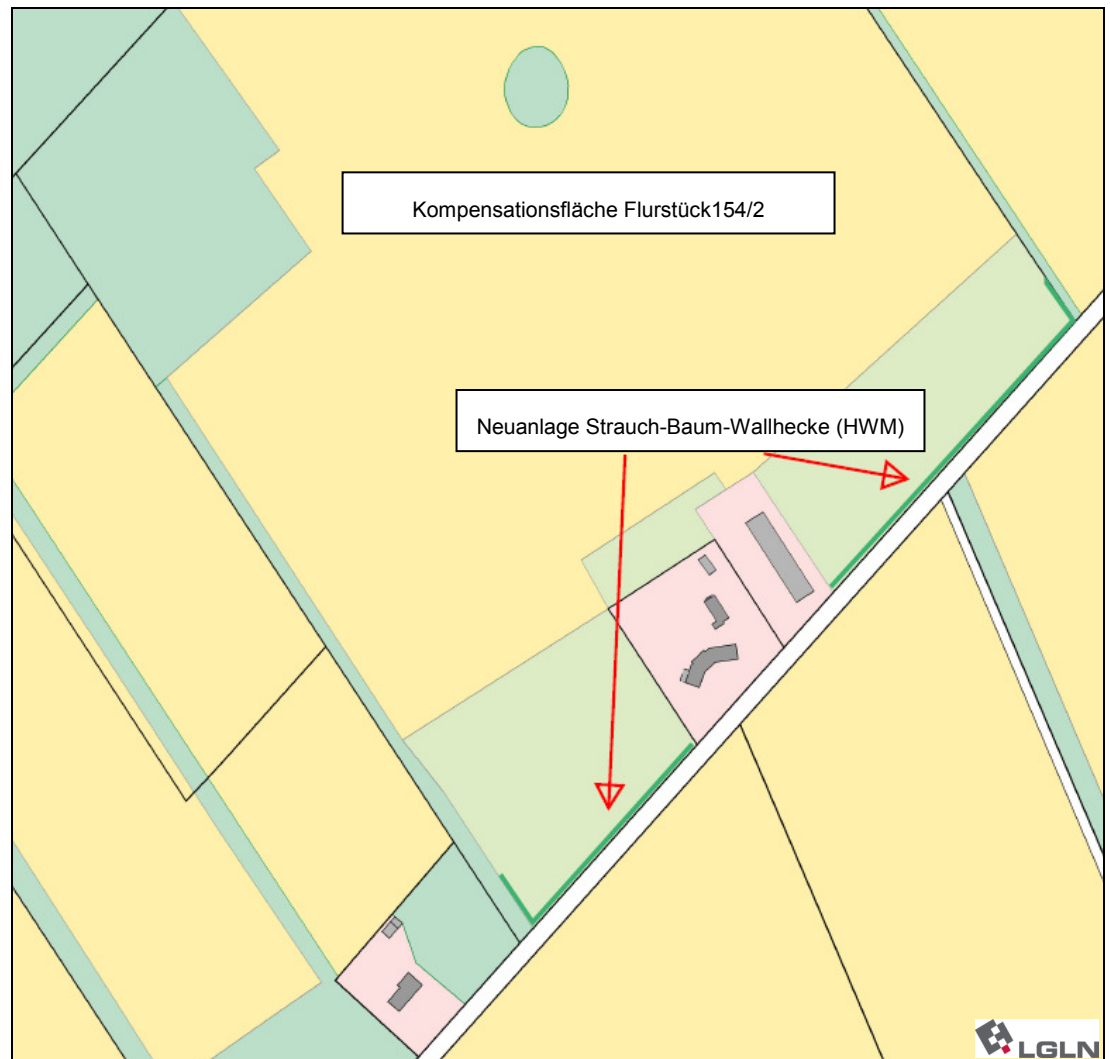 Kompensationsfläche Flurstück154/2
Neuanlage Strauch-Baum-Wallhecke (HWM)
LGLN